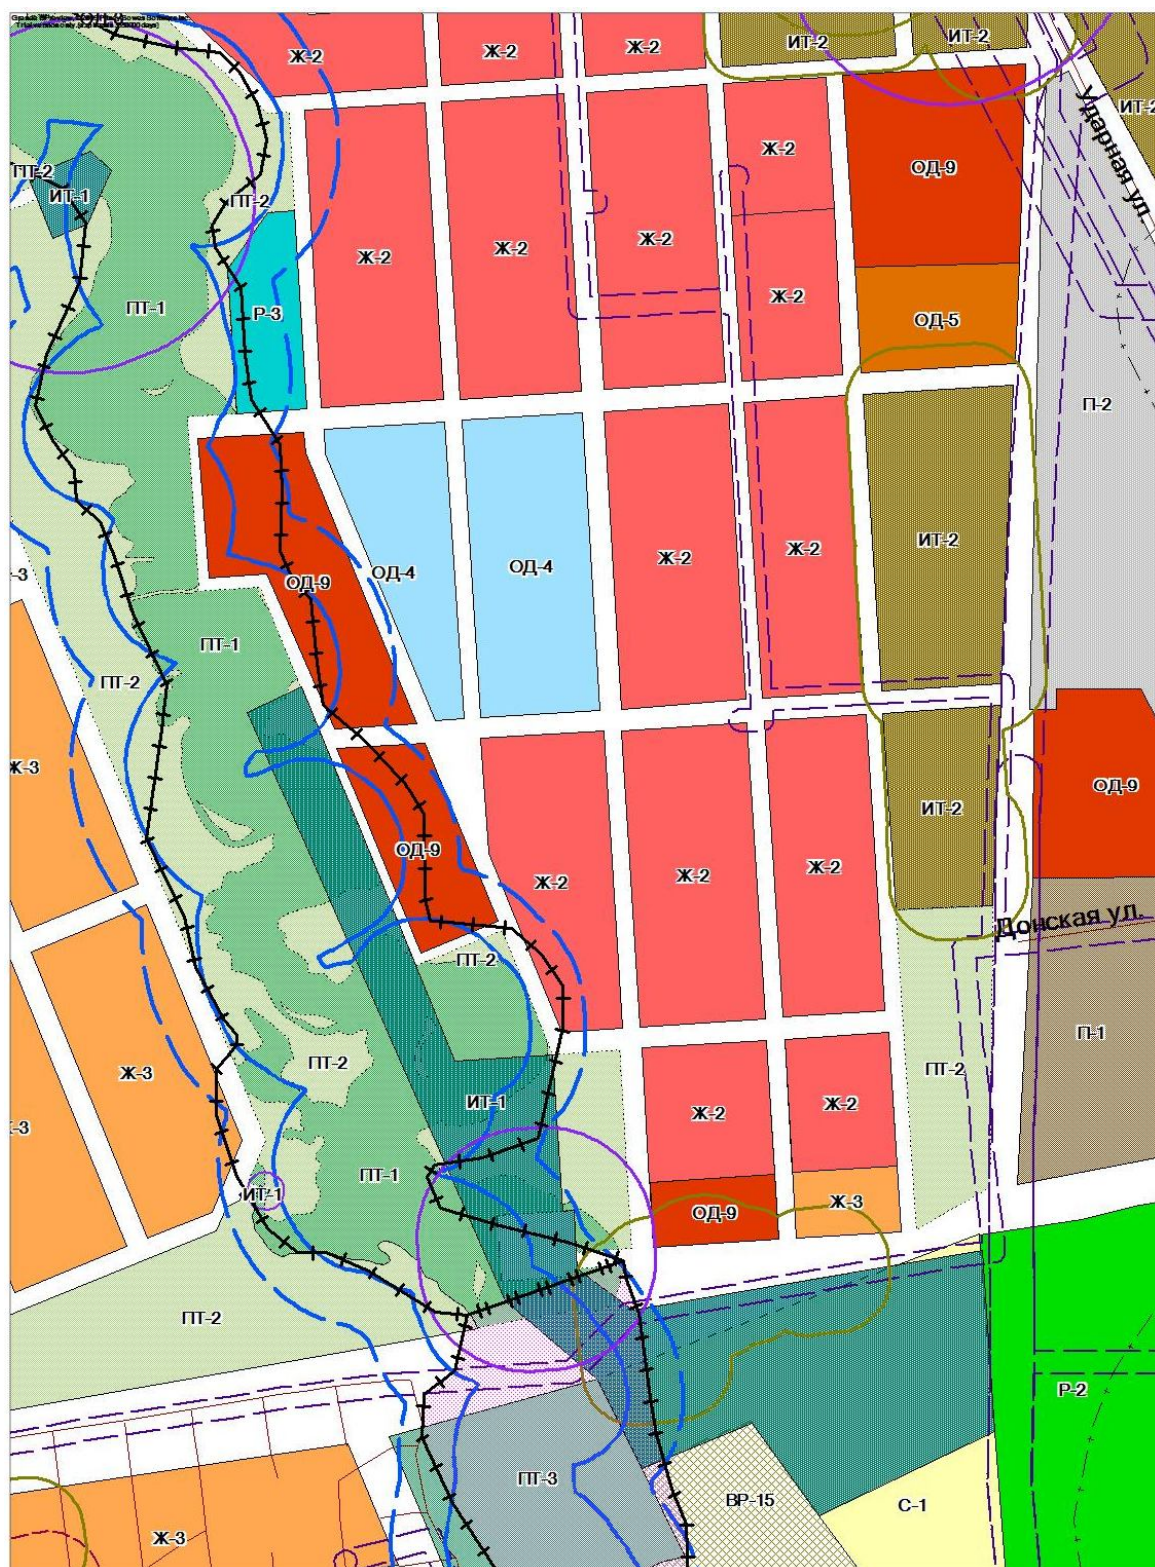 Ж-2
Ж-2
Ж-2
ИТ-2
ИТ-2
ИТ-2
Ударная ул.
Ж-2
ОД-9
ПТ-2
ИТ-1
ПТ-2
Ж-2
Ж-2
Ж-2
Ж-2
ПТ-1
Р-3
ОД-5
П-2
ОД-4
ОД-9
ОД-4
Ж-2
Ж-2
ИТ-2
-3
ПТ-1
ПТ-2
Ж-3
ОД-9
ИТ-2
ОД-9
Ж-2
Ж-2
Ж-2
Донская ул.
ПТ-2
П-1
ПТ-2
ПТ-2
Ж-3
ИТ-1
Ж-2
Ж-2
-3
ПТ-1
ИТ-1
ОД-9
Ж-3
ПТ-2
Р-2
ПТ-3
ВР-15
С-1
Ж-3